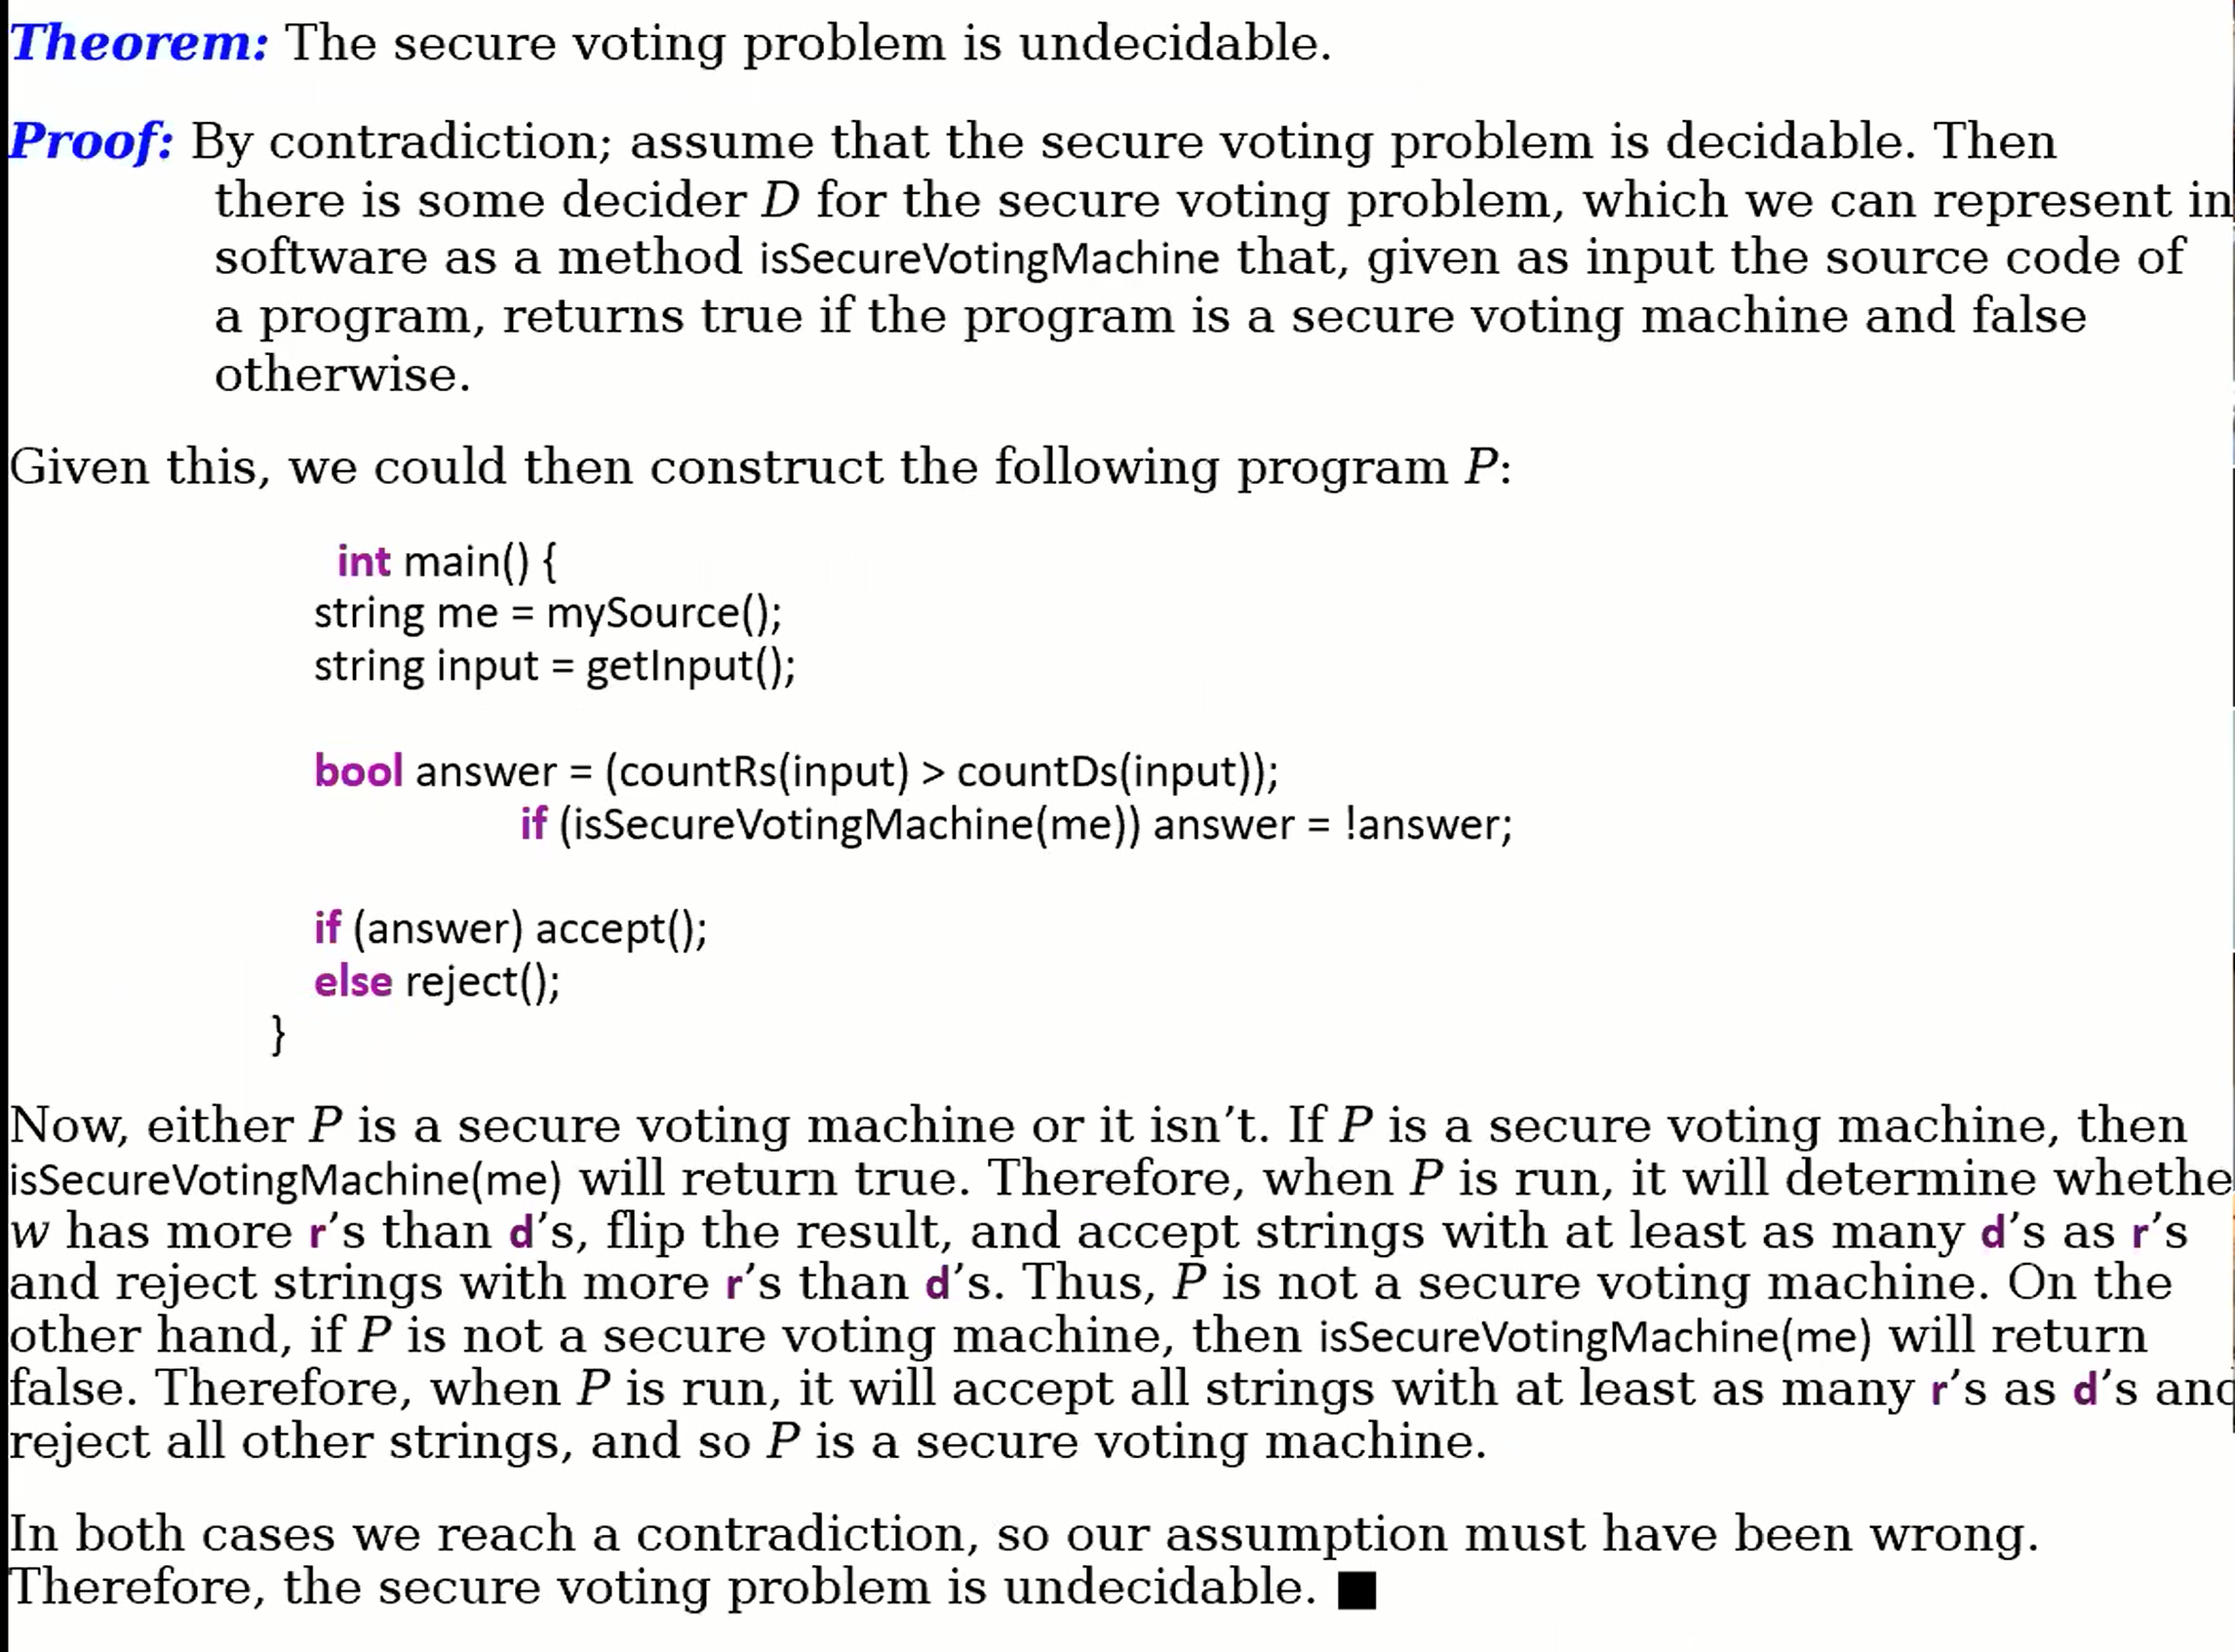 Theorem: The secure voting problem is undecidable.
Proof: By contradiction; assume that the secure voting problem is decidable. Then
there is some decider D for the secure voting problem, which we can represent in
software as a method isSecureVotingMachine that, given as input the source code of
a program, returns true if the program is a secure voting machine and false
otherwise.
Given this, we could then construct the following program P:
int main() {
string me = mySource();
string input = getInput();
bool answer = (countRs(input) > countDs(input));
if (isSecureVotingMachine(me)) answer = !answer;
if (answer) accept();
else reject();
}
Now, either P is a secure voting machine or it isn’t. If P is a secure voting machine, then
isSecureVotingMachine(me) will return true. Therefore, when P is run, it will determine whethe
w has more r’s than d’s, flip the result, and accept strings with at least as many d’s as r’s
and reject strings with more r’s than d’s. Thus, P is not a secure voting machine. On the
other hand, if P is not a secure voting machine, then isSecureVotingMachine(me) will return
false. Therefore, when P is run, it will accept all strings with at least as many r’s as d’s and
reject all other strings, and so P is a secure voting machine.
In both cases we reach a contradiction, so our assumption must have been wrong.
Therefore, the secure voting problem is undecidable. ■